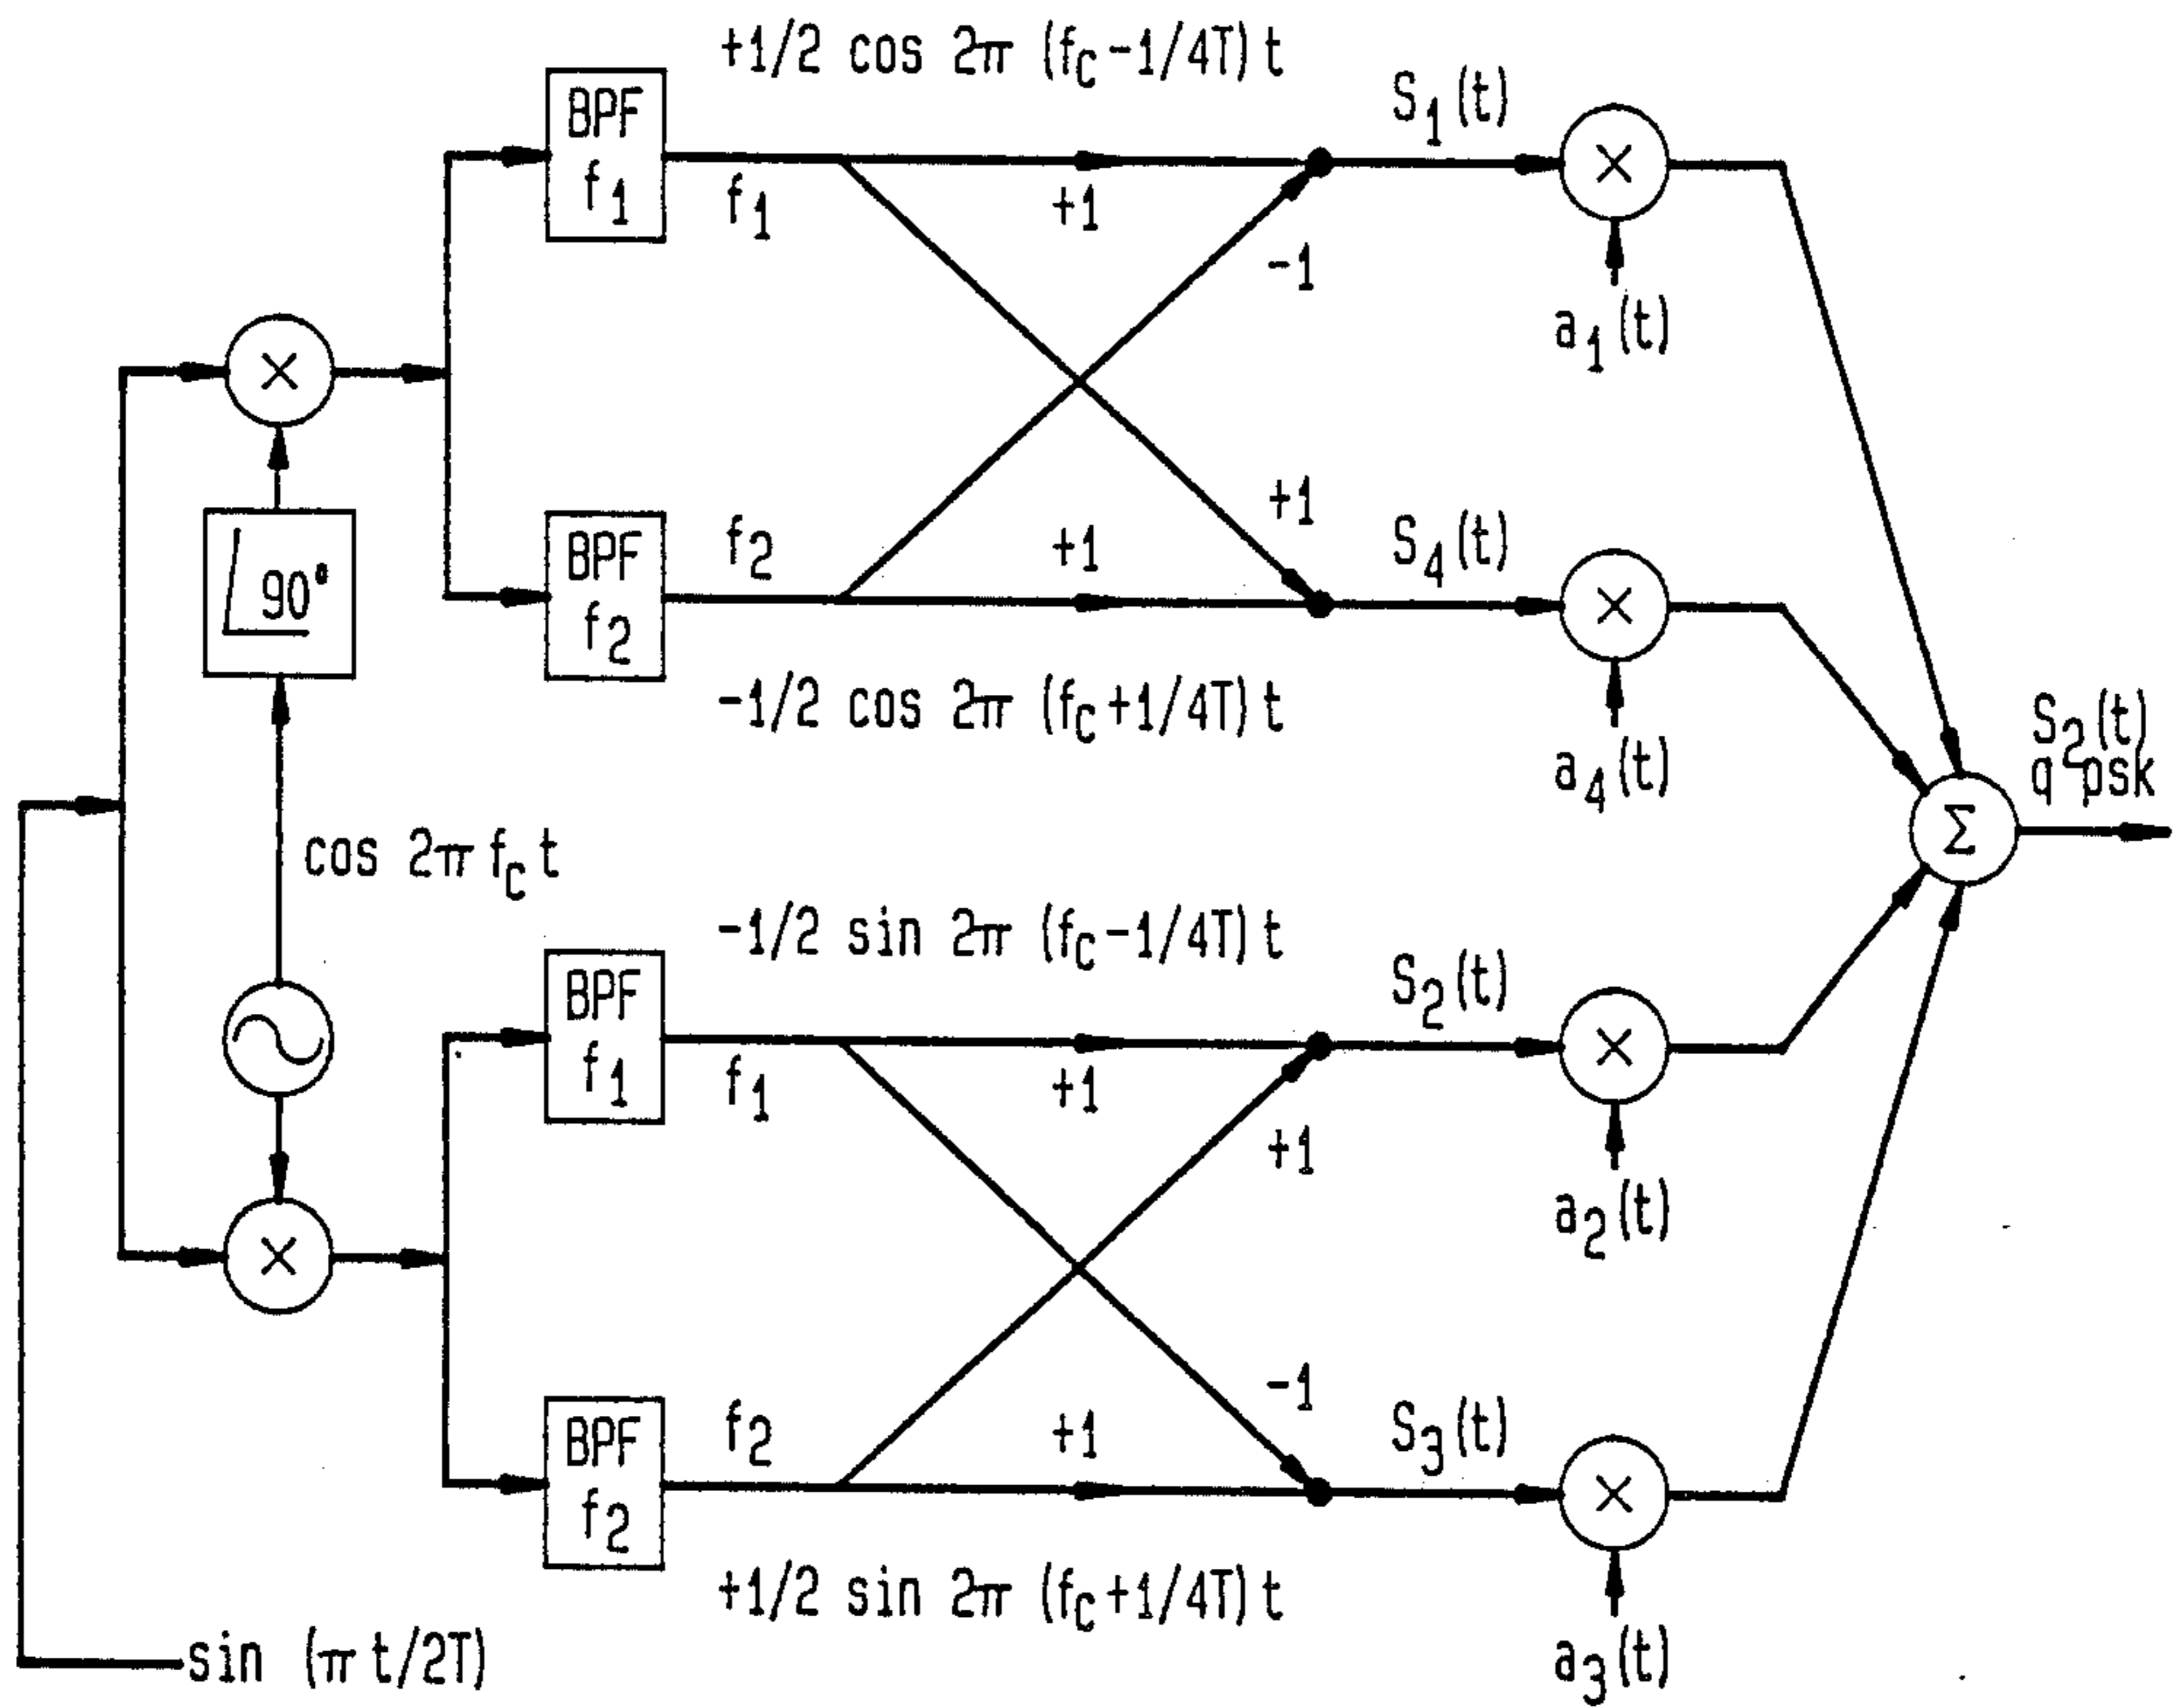 +1/2 cos 2π (fc-1/4T) t
BPF
f1
f1
+1
-1
S1(t)
×
a1(t)
×
90°
BPF
f2
f2
+1
+1
S4(t)
×
a4(t)
-1/2 cos 2π (fc+1/4T) t
cos 2π fc t
S2(t)
q2psk
Σ
-1/2 sin 2π (fc-1/4T) t
BPF
f1
f1
+1
+1
S2(t)
×
a2(t)
×
BPF
f2
f2
+1
-1
S3(t)
×
a3(t)
+1/2 sin 2π (fc+1/4T) t
sin (π t/2T)